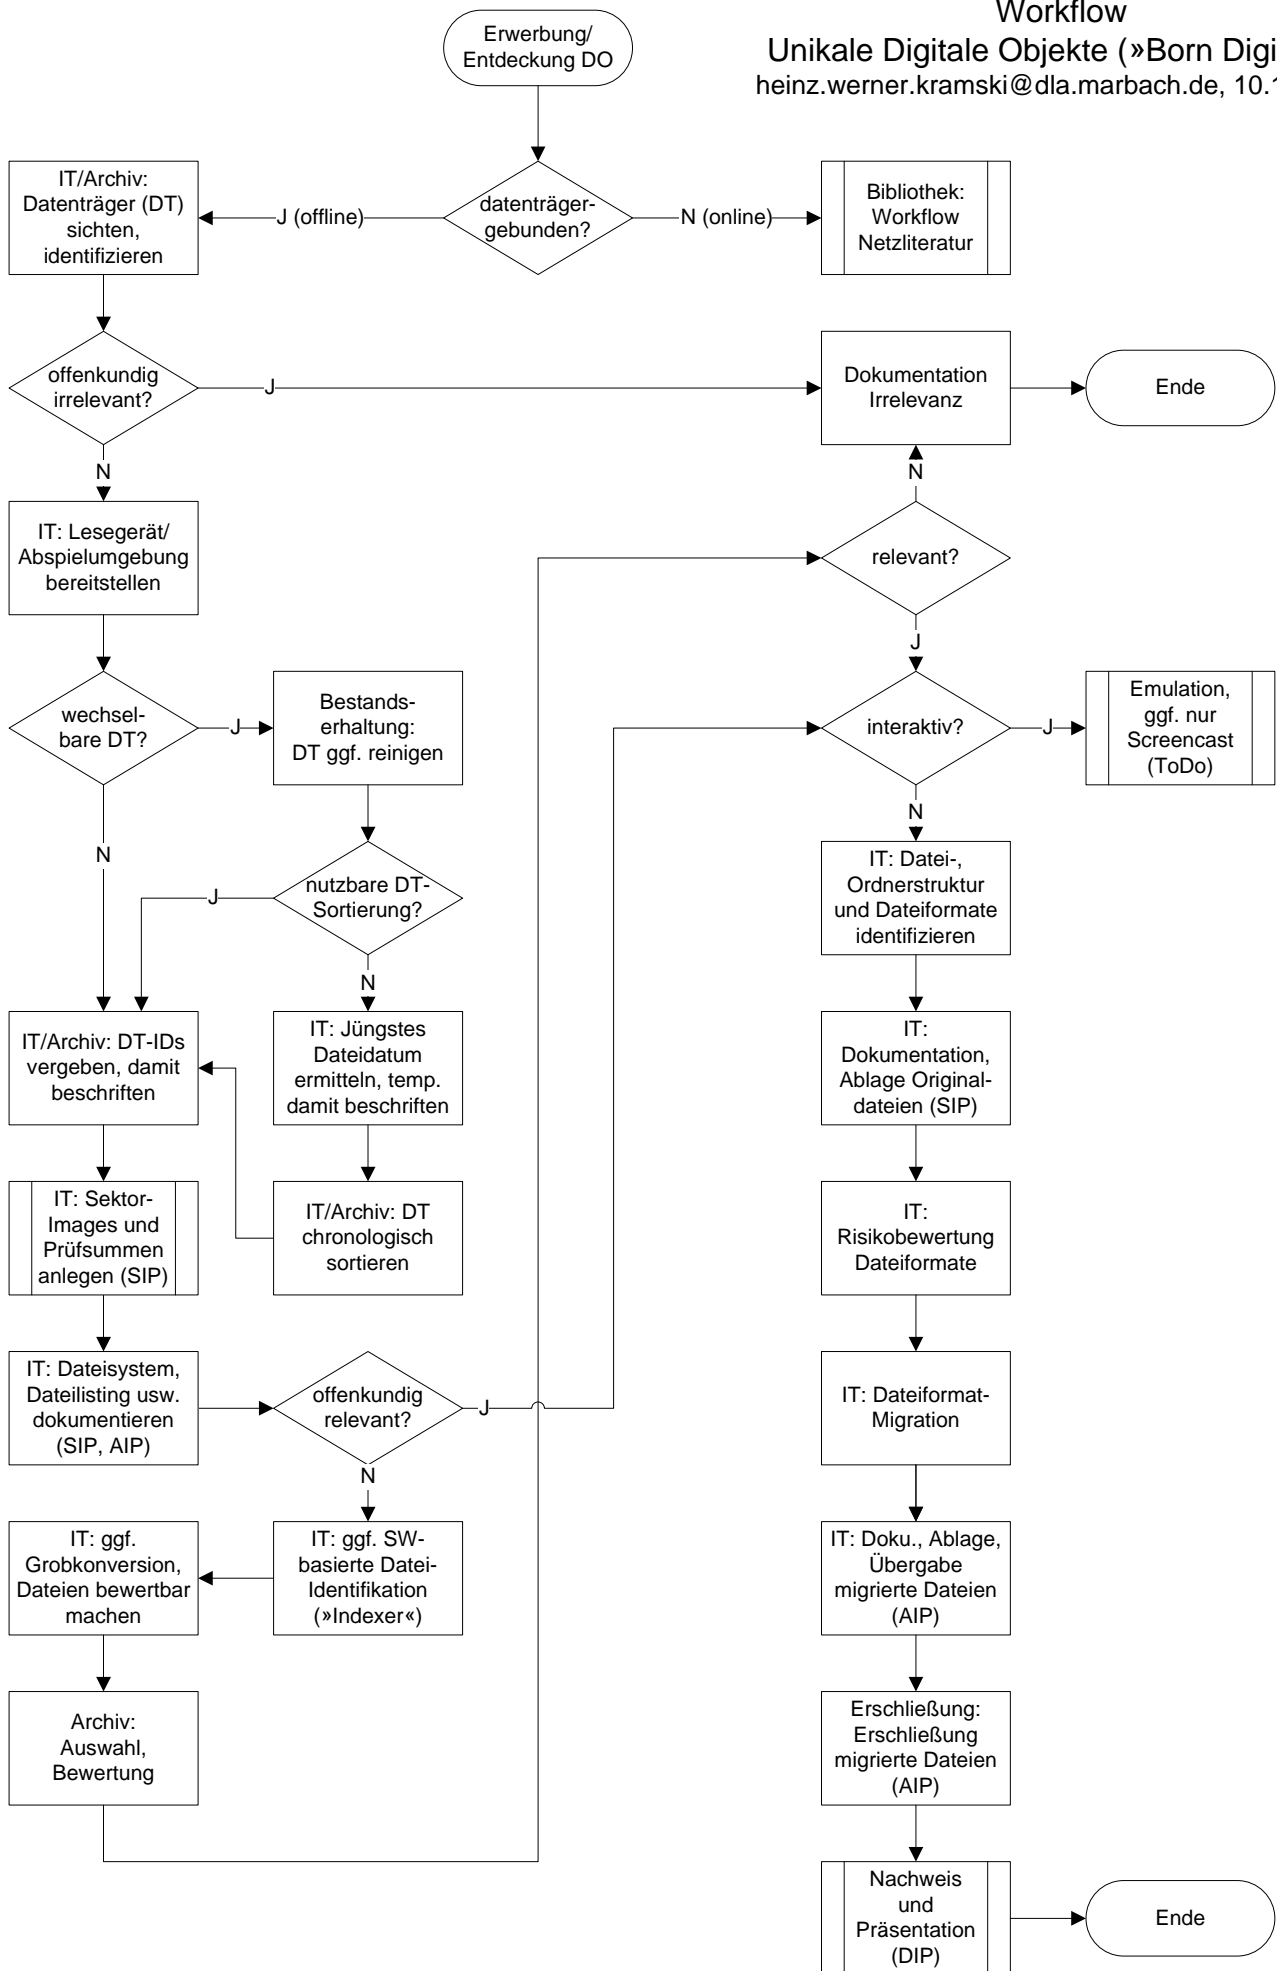 Workflow
Unikale Digitale Objekte (»Born Digi
heinz.werner.kramski@dla.marbach.de, 10.
Erwerbung/
Entdeckung DO
IT/Archiv:
Datenträger (DT)
sichten,
identifizieren
J (offline)
datenträger-
gebunden?
N (online)
Bibliothek:
Workflow
Netzliteratur
offenkundig
irrelevant?
J
Dokumentation
Irrelevanz
Ende
N
N
IT: Lesegerät/
Abspielumgebung
bereitstellen
relevant?
J
wechsel-
bare DT?
J
Bestands-
erhaltung:
DT ggf. reinigen
interaktiv?
J
Emulation,
ggf. nur
Screencast
(ToDo)
N
N
IT: Datei-,
Ordnerstruktur
und Dateiformate
identifizieren
J
nutzbare DT-
Sortierung?
N
IT/Archiv: DT-IDs
vergeben, damit
beschriften
IT: Jüngstes
Dateidatum
ermitteln, temp.
damit beschriften
IT:
Dokumentation,
Ablage Original-
dateien (SIP)
IT: Sektor-
Images und
Prüfsummen
anlegen (SIP)
IT/Archiv: DT
chronologisch
sortieren
IT:
Risikobewertung
Dateiformate
IT: Dateisystem,
Dateilisting usw.
dokumentieren
(SIP, AIP)
offenkundig
relevant?
J
IT: Dateiformat-
Migration
N
IT: ggf.
Grobkonversion,
Dateien bewertbar
machen
IT: ggf. SW-
basierte Datei-
Identifikation
(»Indexer«)
IT: Doku., Ablage,
Übergabe
migrierte Dateien
(AIP)
Archiv:
Auswahl,
Bewertung
Erschließung:
Erschließung
migrierte Dateien
(AIP)
Nachweis
und
Präsentation
(DIP)
Ende